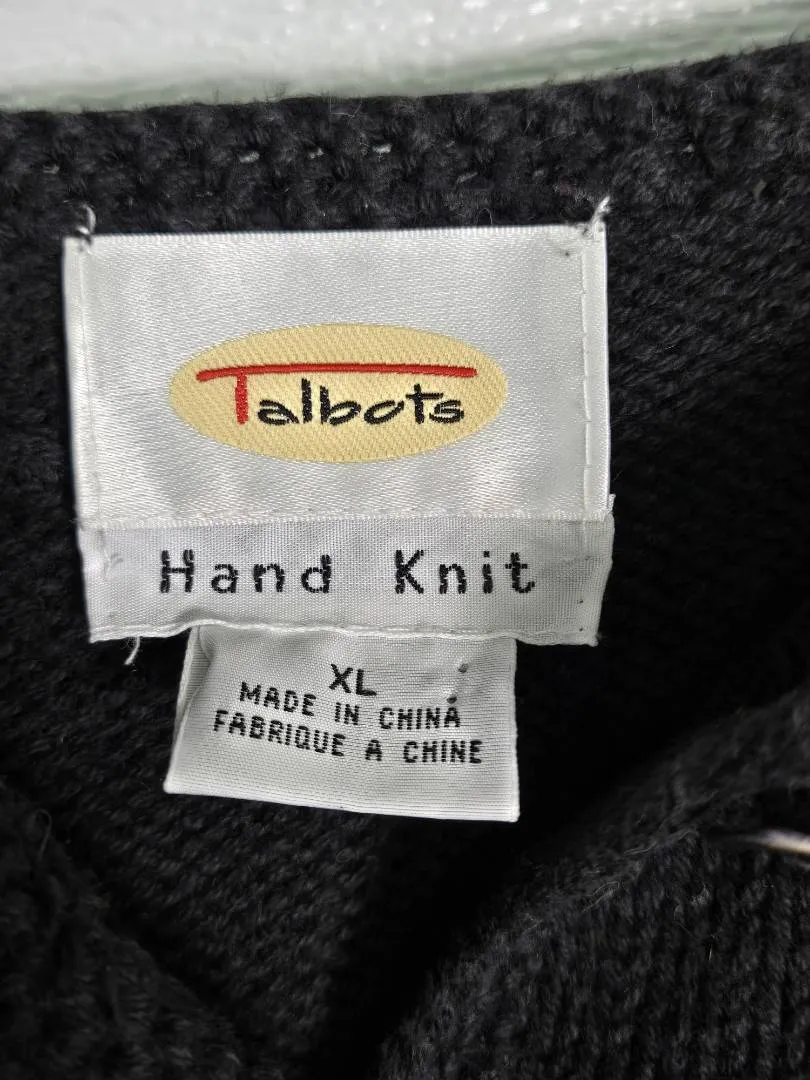 Talbots
Hand Knit
XL
MADE IN CHINA
FABRIQUE A CHINE